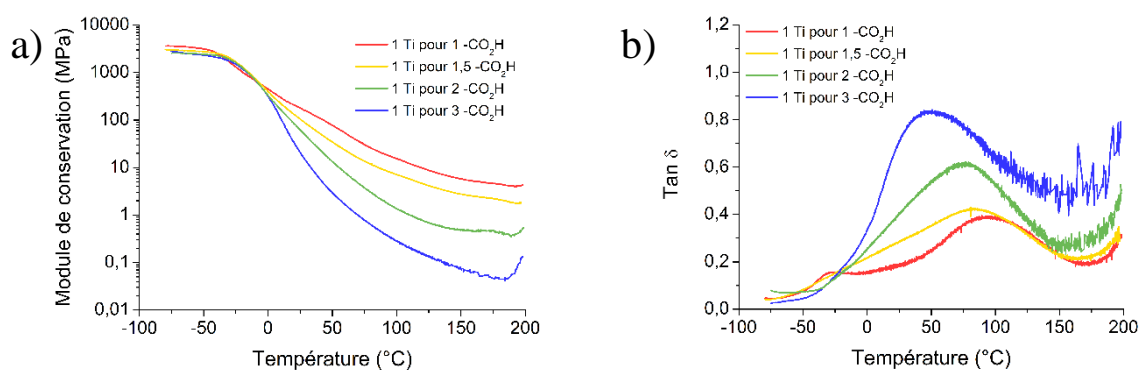 a)
Module de conservation (MPa)
10000
1000
100
10
1
0,1
0,01
-100
-50
0
50
100
150
200
Température (°C)
1 Ti pour 1 -CO₂H
1 Ti pour 1,5 -CO₂H
1 Ti pour 2 -CO₂H
1 Ti pour 3 -CO₂H
b)
Tan δ
1,2
1,0
0,8
0,6
0,4
0,2
0,0
-100
-50
0
50
100
150
200
Température (°C)
1 Ti pour 1 -CO₂H
1 Ti pour 1,5 -CO₂H
1 Ti pour 2 -CO₂H
1 Ti pour 3 -CO₂H